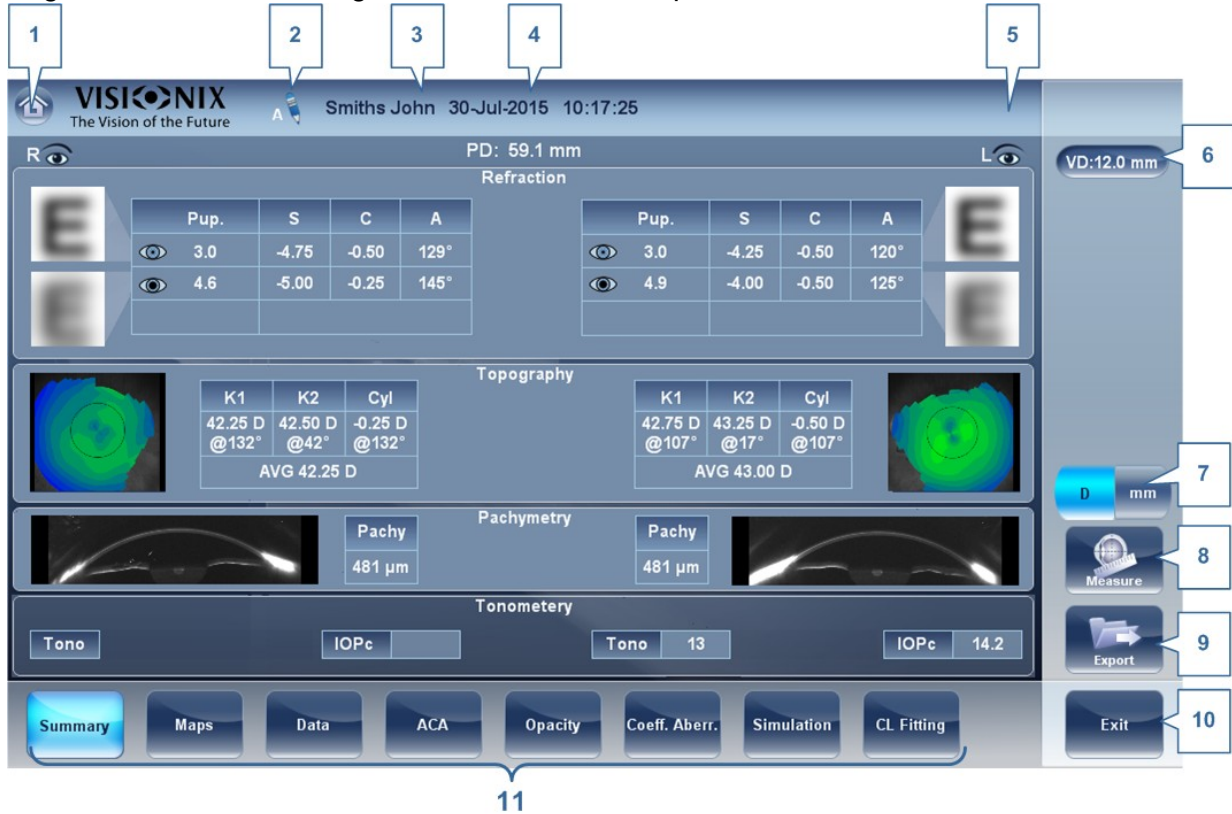 1
2
3
4
5
VISIONIX
The Vision of the Future
A
Smiths John 30-Jul-2015 10:17:25
R
PD: 59.1 mm
L
VD:12.0 mm
6
Refraction
E
Pup. S C A
3.0 -4.75 -0.50 129°
4.6 -5.00 -0.25 145°
E
Pup. S C A
3.0 -4.25 -0.50 120°
4.9 -4.00 -0.50 125°
E
E
Topography
K1 K2 Cyl
42.25 D 42.50 D -0.25 D
@132° @42° @132°
AVG 42.25 D
K1 K2 Cyl
42.75 D 43.25 D -0.50 D
@107° @17° @107°
AVG 43.00 D
D mm
7
Pachymetry
Pachy
481 µm
Pachy
481 µm
Measure
8
Tonometery
Tono
IOPc
Tono 13
IOPc 14.2
Export
9
Summary
Maps
Data
ACA
Opacity
Coeff. Aberr.
Simulation
CL Fitting
Exit
10
11